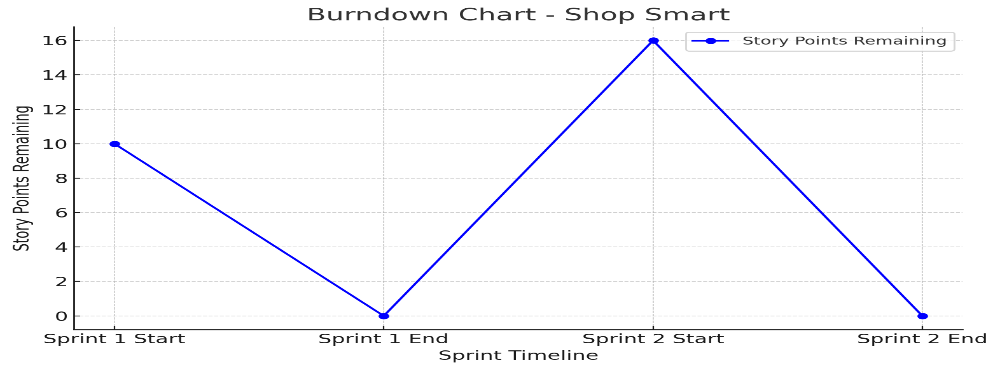 Burndown Chart - Shop Smart
Story Points Remaining
Story Points Remaining
16
14
12
10
8
6
4
2
0
Sprint 1 Start
Sprint 1 End
Sprint 2 Start
Sprint 2 End
Sprint Timeline